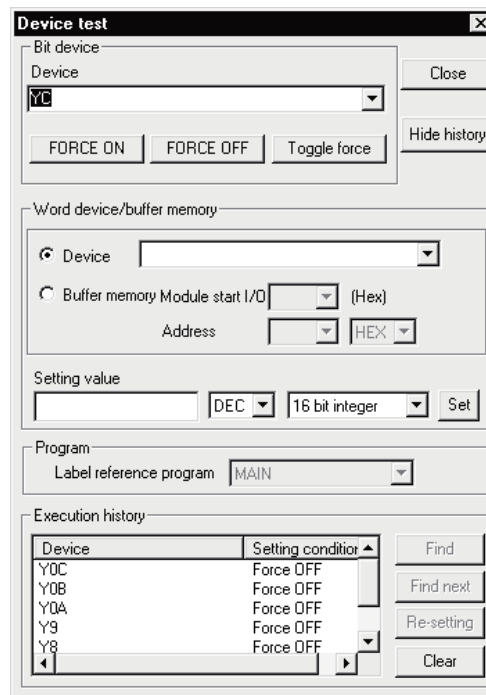 Device test
Bit device
Device
YC
Close
FORCE ON FORCE OFF Toggle force
Hide history
Word device/buffer memory
Device
Buffer memory Module start I/O (Hex)
Address HEX
Setting value
DEC 16 bit integer Set
Program
Label reference program MAIN
Execution history
Device Setting condition
Y0C Force OFF
Y0B Force OFF
Y0A Force OFF
Y9 Force OFF
Y8 Force OFF
Find
Find next
Re-setting
Clear